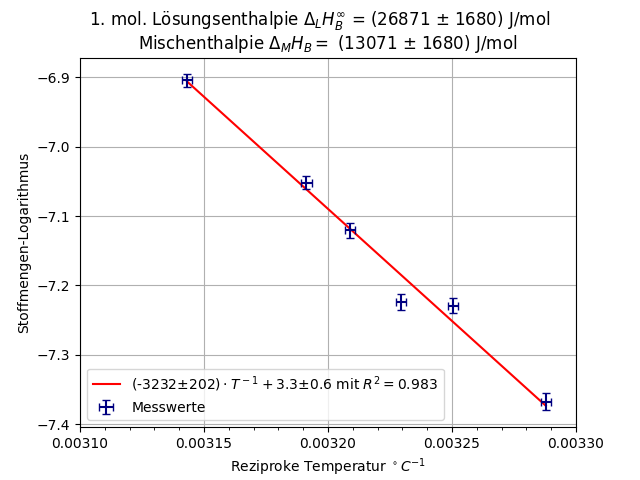 1. mol. Lösungsenthalpie Δ_L H_B^∞ = (26871 ± 1680) J/mol
Mischenthalpie Δ_M H_B = (13071 ± 1680) J/mol
−6.9
−7.0
−7.1
−7.2
−7.3
−7.4
Stoffmengen-Logarithmus
(-3232±202) · T^−1 + 3.3±0.6 mit R^2 = 0.983
Messwerte
0.00310 0.00315 0.00320 0.00325 0.00330
Reziproke Temperatur °C^−1